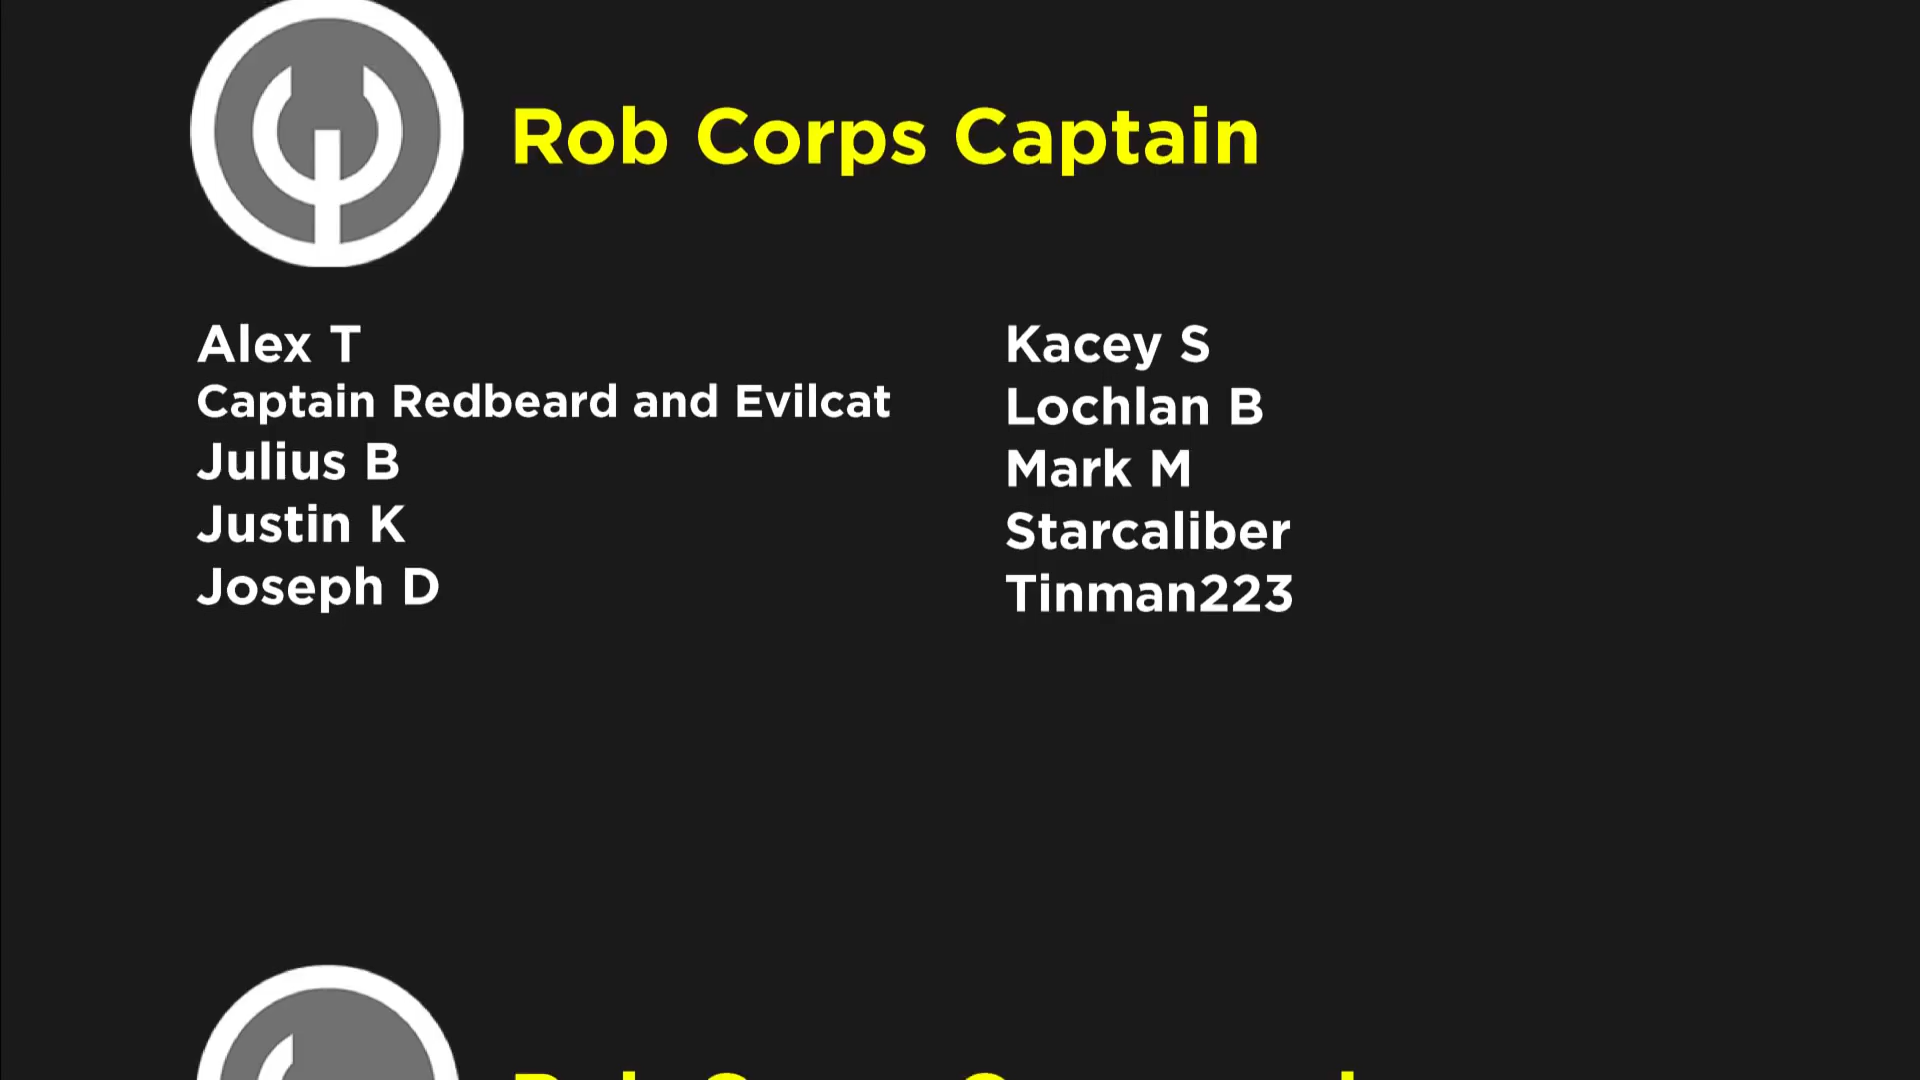 Rob Corps Captain
Alex T
Captain Redbeard and Evilcat
Julius B
Justin K
Joseph D
Kacey S
Lochlan B
Mark M
Starcaliber
Tinman223